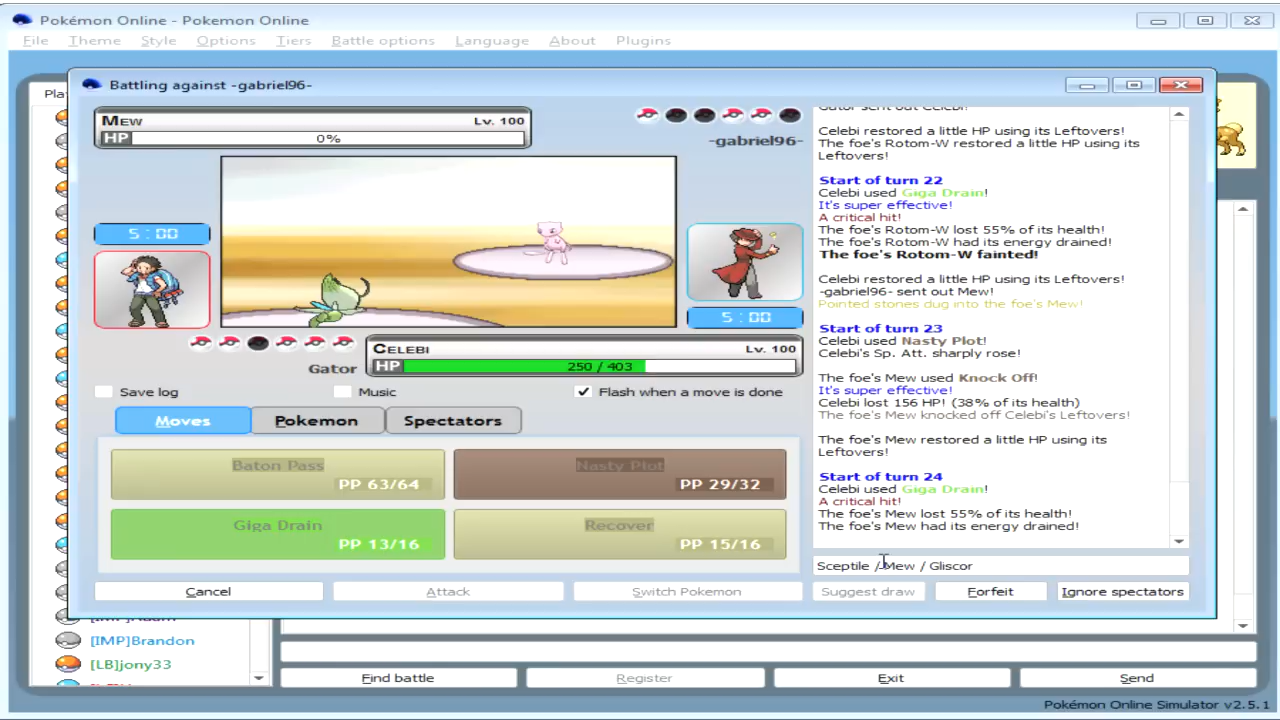 Pokémon Online - Pokemon Online
File Theme Style Options Tiers Battle options Language About Plugins
Battling against -gabriel96-
MEW Lv. 100
HP 0%
-gabriel96-
5:00
5:00
Gator
CELEBI Lv. 100
HP 250 / 403
Save log Music Flash when a move is done
Moves Pokemon Spectators
Baton Pass
PP 63/64
Nasty Plot
PP 29/32
Giga Drain
PP 13/16
Recover
PP 15/16
Cancel Attack Switch Pokemon
Gator sent out Celebi!
Celebi restored a little HP using its Leftovers!
The foe's Rotom-W restored a little HP using its
Leftovers!
Start of turn 22
Celebi used Giga Drain!
It's super effective!
A critical hit!
The foe's Rotom-W lost 55% of its health!
The foe's Rotom-W had its energy drained!
The foe's Rotom-W fainted!
Celebi restored a little HP using its Leftovers!
-gabriel96- sent out Mew!
Pointed stones dug into the foe's Mew!
Start of turn 23
Celebi used Nasty Plot!
Celebi's Sp. Att. sharply rose!
The foe's Mew used Knock Off!
It's super effective!
Celebi lost 156 HP! (38% of its health)
The foe's Mew knocked off Celebi's Leftovers!
The foe's Mew restored a little HP using its
Leftovers!
Start of turn 24
Celebi used Giga Drain!
A critical hit!
The foe's Mew lost 55% of its health!
The foe's Mew had its energy drained!
Sceptile / Mew / Gliscor
Suggest draw Forfeit Ignore spectators
[IMP]Brandon
[LB]jony33
Find battle Register Exit Send
Pokémon Online Simulator v2.5.1